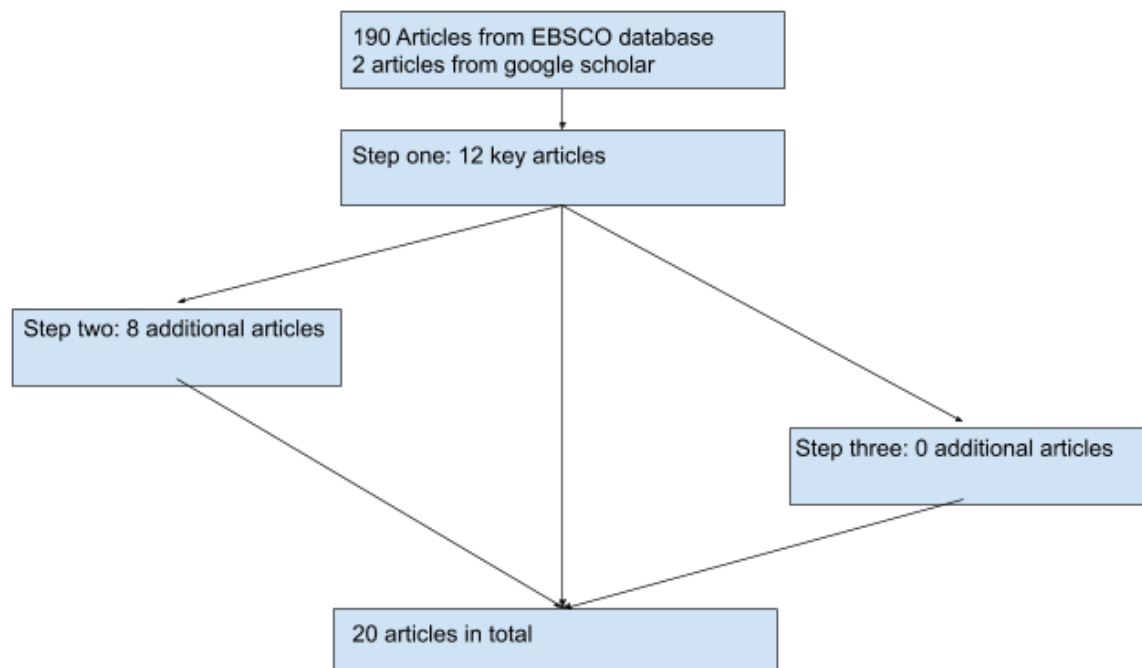 190 Articles from EBSCO database
2 articles from google scholar
Step one: 12 key articles
Step two: 8 additional articles
Step three: 0 additional articles
20 articles in total